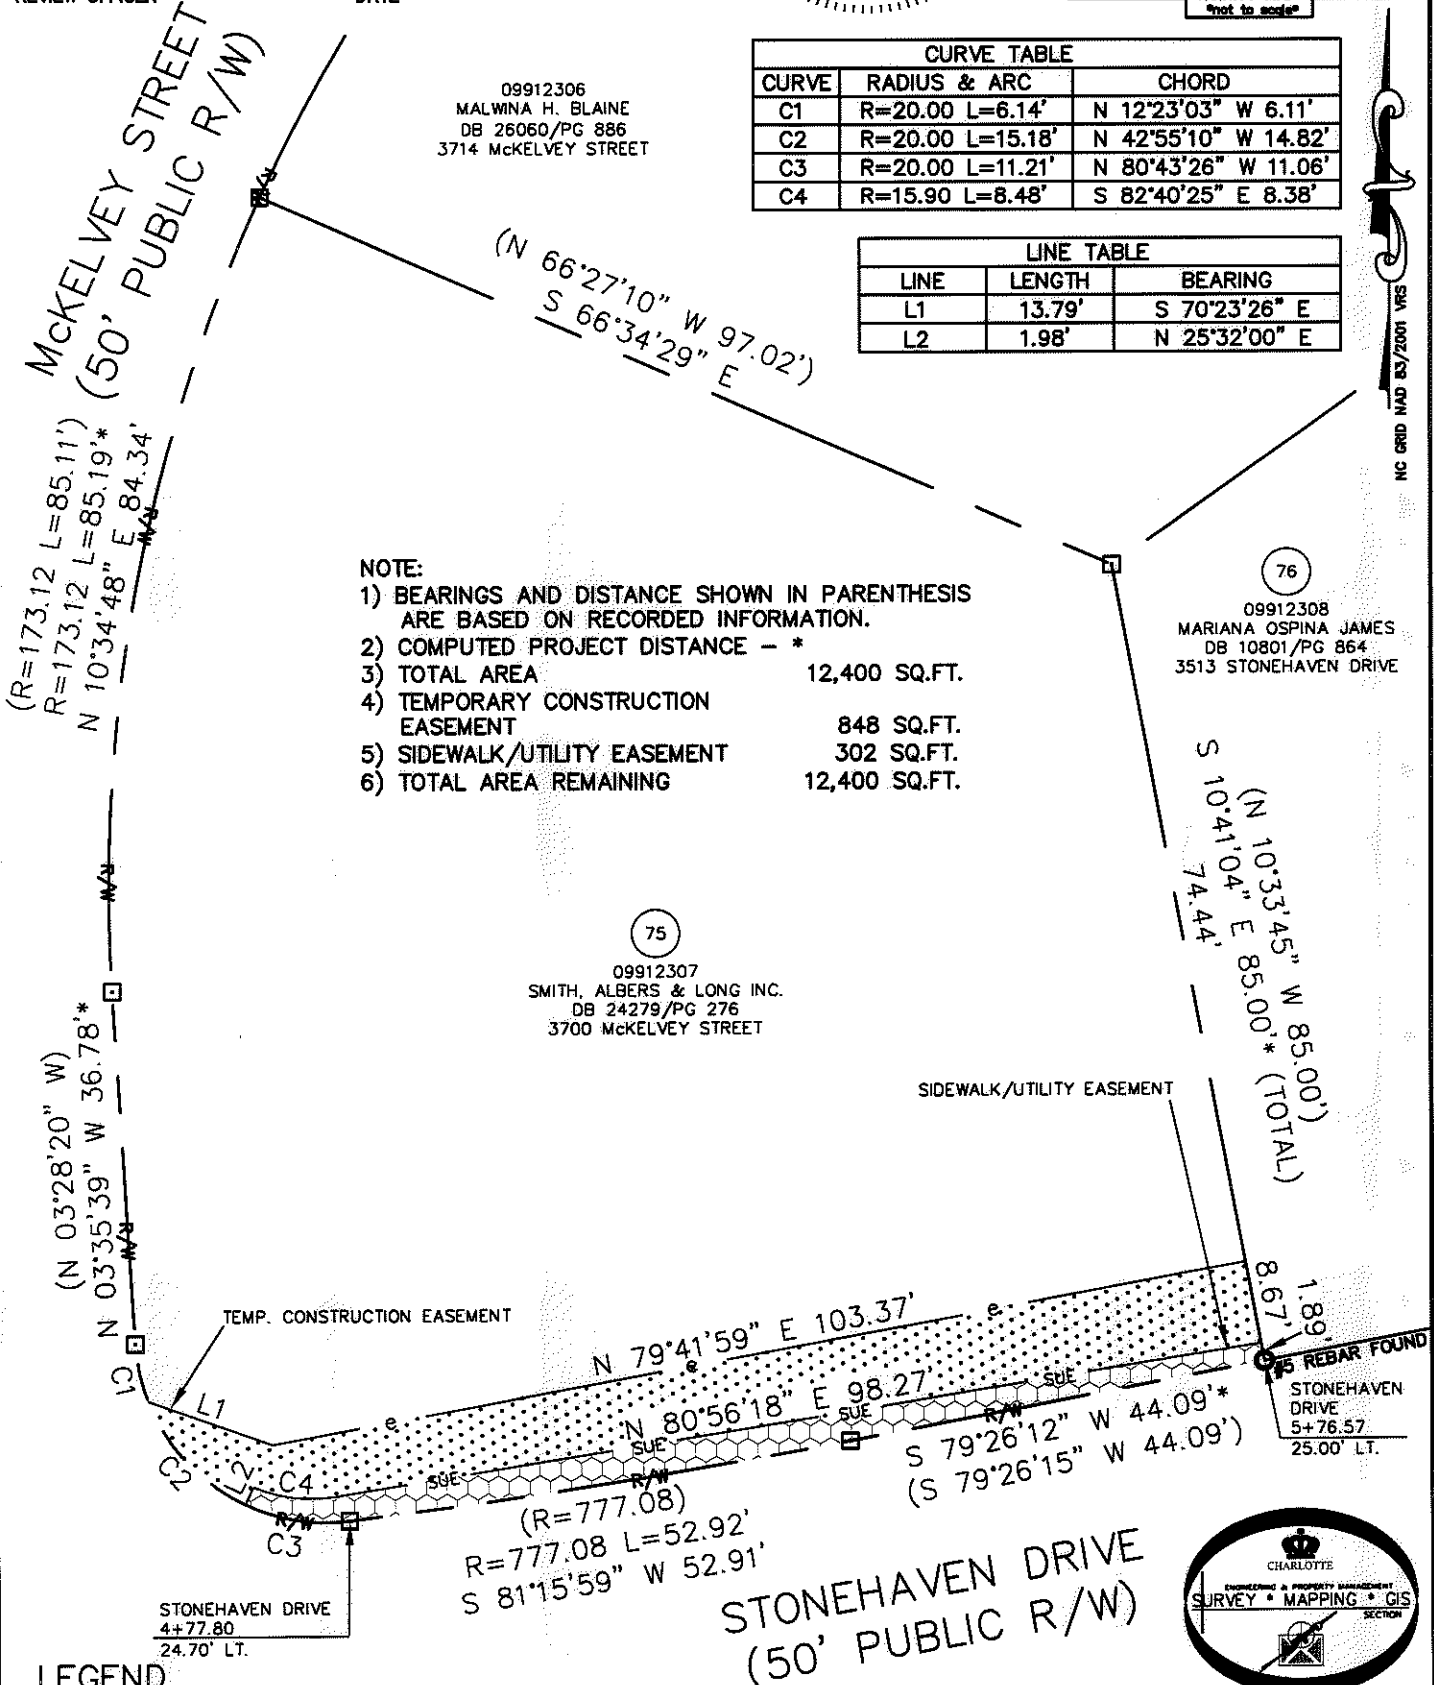 *not to scale*
McKELVEY STREET
(50' PUBLIC R/W)
09912306
MALWINA H. BLAINE
DB 26060/PG 886
3714 McKELVEY STREET
CURVE TABLE
CURVE RADIUS & ARC CHORD
C1 R=20.00 L=6.14' N 12°23'03" W 6.11'
C2 R=20.00 L=15.18' N 42°55'10" W 14.82'
C3 R=20.00 L=11.21' N 80°43'26" W 11.06'
C4 R=15.90 L=8.48' S 82°40'25" E 8.38'
LINE TABLE
LINE LENGTH BEARING
L1 13.79' S 70°23'26" E
L2 1.98' N 25°32'00" E
NC GRID NAD 83/2001 VRS
R/W
(N 66°27'10" W 97.02')
S 66°34'29" E
(R=173.12 L=85.11')
R=173.12 L=85.19'*
N 10°34'48" E 84.34'
R/W
NOTE:
1) BEARINGS AND DISTANCE SHOWN IN PARENTHESIS
ARE BASED ON RECORDED INFORMATION.
2) COMPUTED PROJECT DISTANCE - *
3) TOTAL AREA 12,400 SQ.FT.
4) TEMPORARY CONSTRUCTION
EASEMENT 848 SQ.FT.
5) SIDEWALK/UTILITY EASEMENT 302 SQ.FT.
6) TOTAL AREA REMAINING 12,400 SQ.FT.
76
09912308
MARIANA OSPINA JAMES
DB 10801/PG 864
3513 STONEHAVEN DRIVE
(N 10°33'45" W 85.00')
S 10°41'04" E 85.00'* (TOTAL)
74.44'
R/W
75
09912307
SMITH, ALBERS & LONG INC.
DB 24279/PG 276
3700 McKELVEY STREET
(N 03°28'20" W)
N 03°35'39" W 36.78'*
R/W
SIDEWALK/UTILITY EASEMENT
TEMP. CONSTRUCTION EASEMENT
8.67'
1.89'
#5 REBAR FOUND
C1
L1
N 79°41'59" E 103.37'
e
e
e
N 80°56'18" E 98.27'
SUE
SUE
SUE
SUE
C2
L2
C4
R/W
C3
R/W
R/W
S 79°26'12" W 44.09'*
(S 79°26'15" W 44.09')
STONEHAVEN
DRIVE
5+76.57
25.00' LT.
(R=777.08)
R=777.08 L=52.92'
S 81°15'59" W 52.91'
STONEHAVEN DRIVE
4+77.80
24.70' LT.
STONEHAVEN DRIVE
(50' PUBLIC R/W)
CHARLOTTE
ENGINEERING & PROPERTY MANAGEMENT
SURVEY * MAPPING * GIS
SECTION
LEGEND